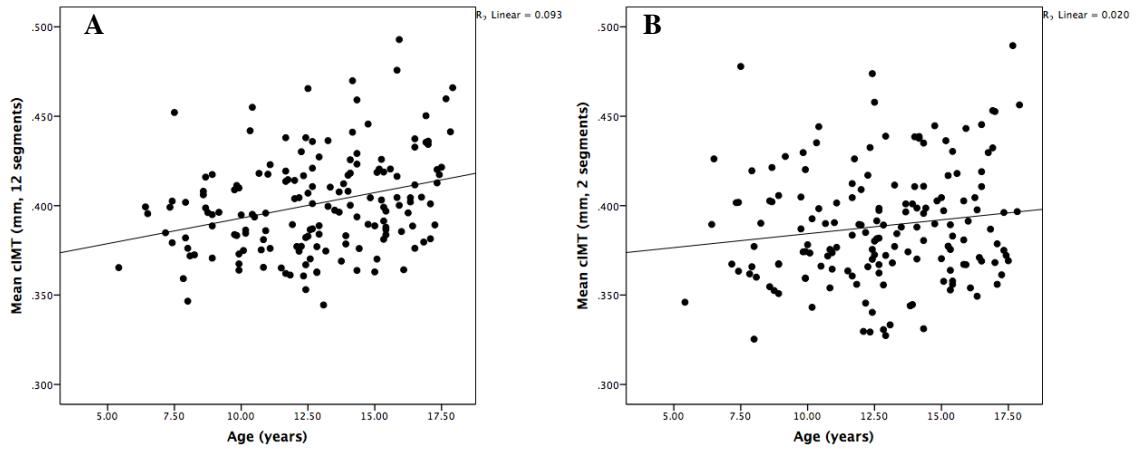 A
R₂ Linear = 0.093
Mean cIMT (mm, 12 segments)
.500
.450
.400
.350
.300
5.00 7.50 10.00 12.50 15.00 17.50
Age (years)
B
R₂ Linear = 0.020
Mean cIMT (mm, 2 segments)
.500
.450
.400
.350
.300
5.00 7.50 10.00 12.50 15.00 17.50
Age (years)